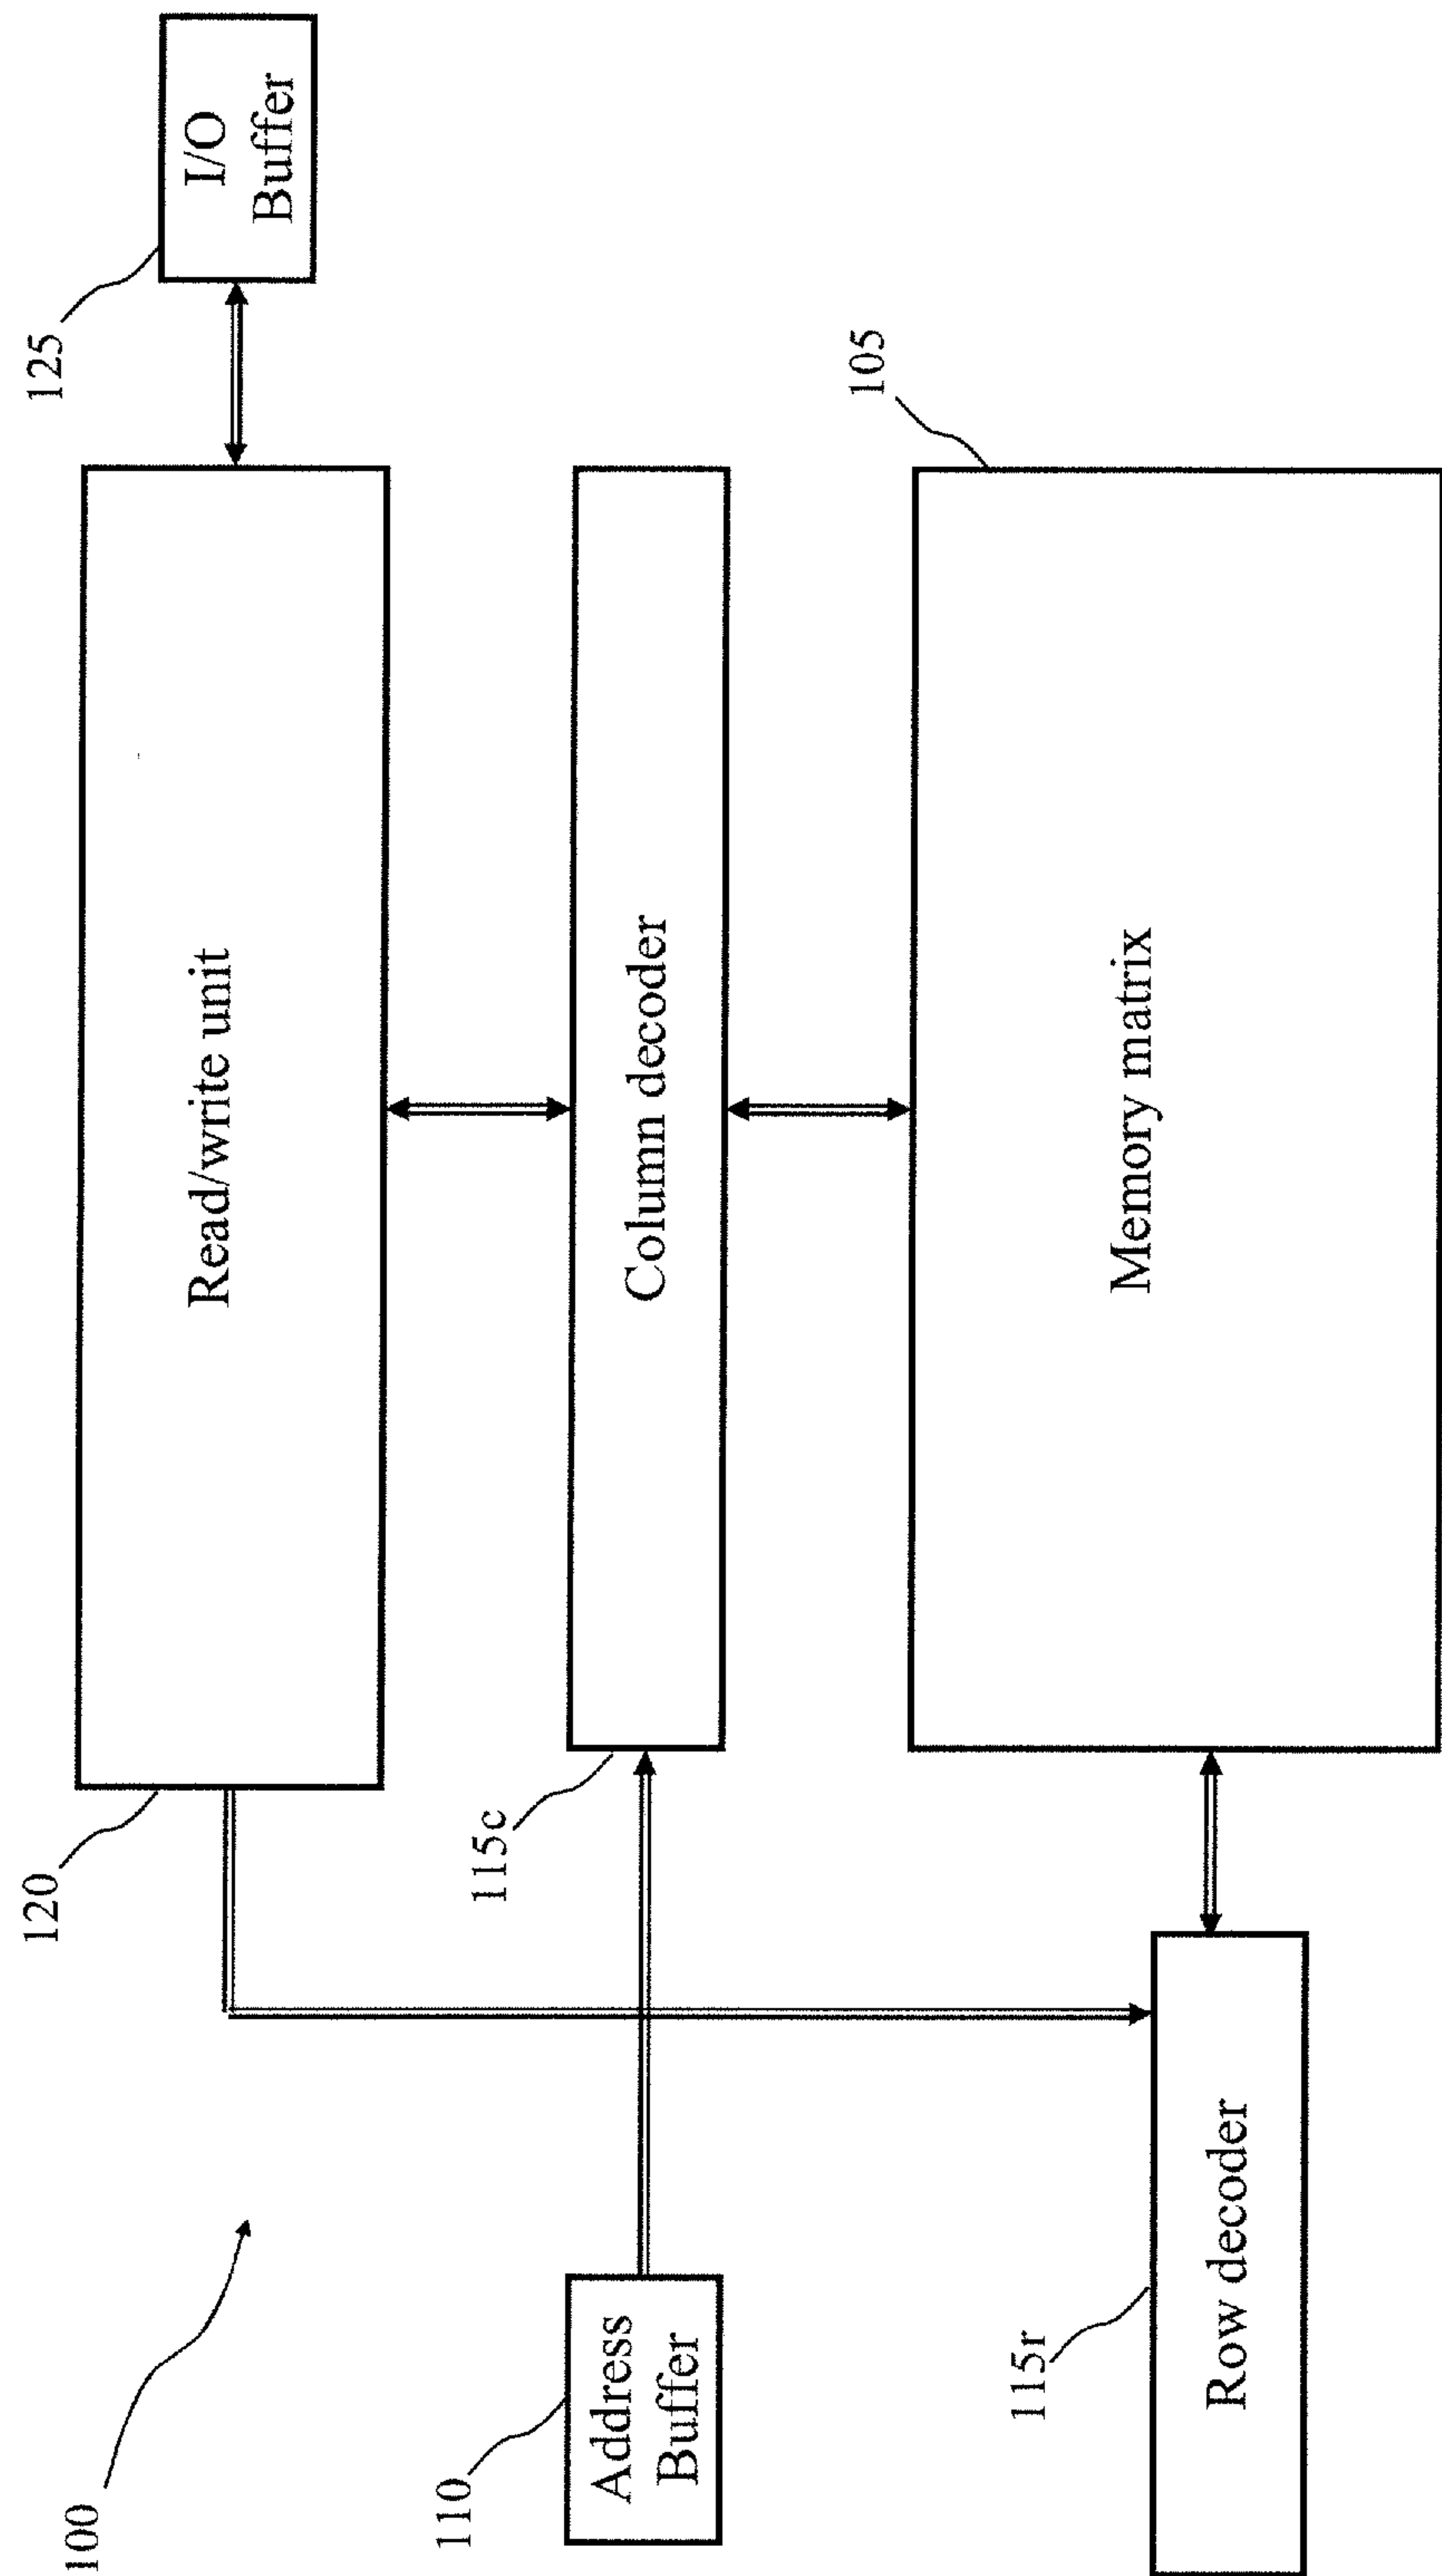 100
110
Address
Buffer
115r
Row decoder
120
115c
Read/write unit
Column decoder
Memory matrix
125
I/O
Buffer
105